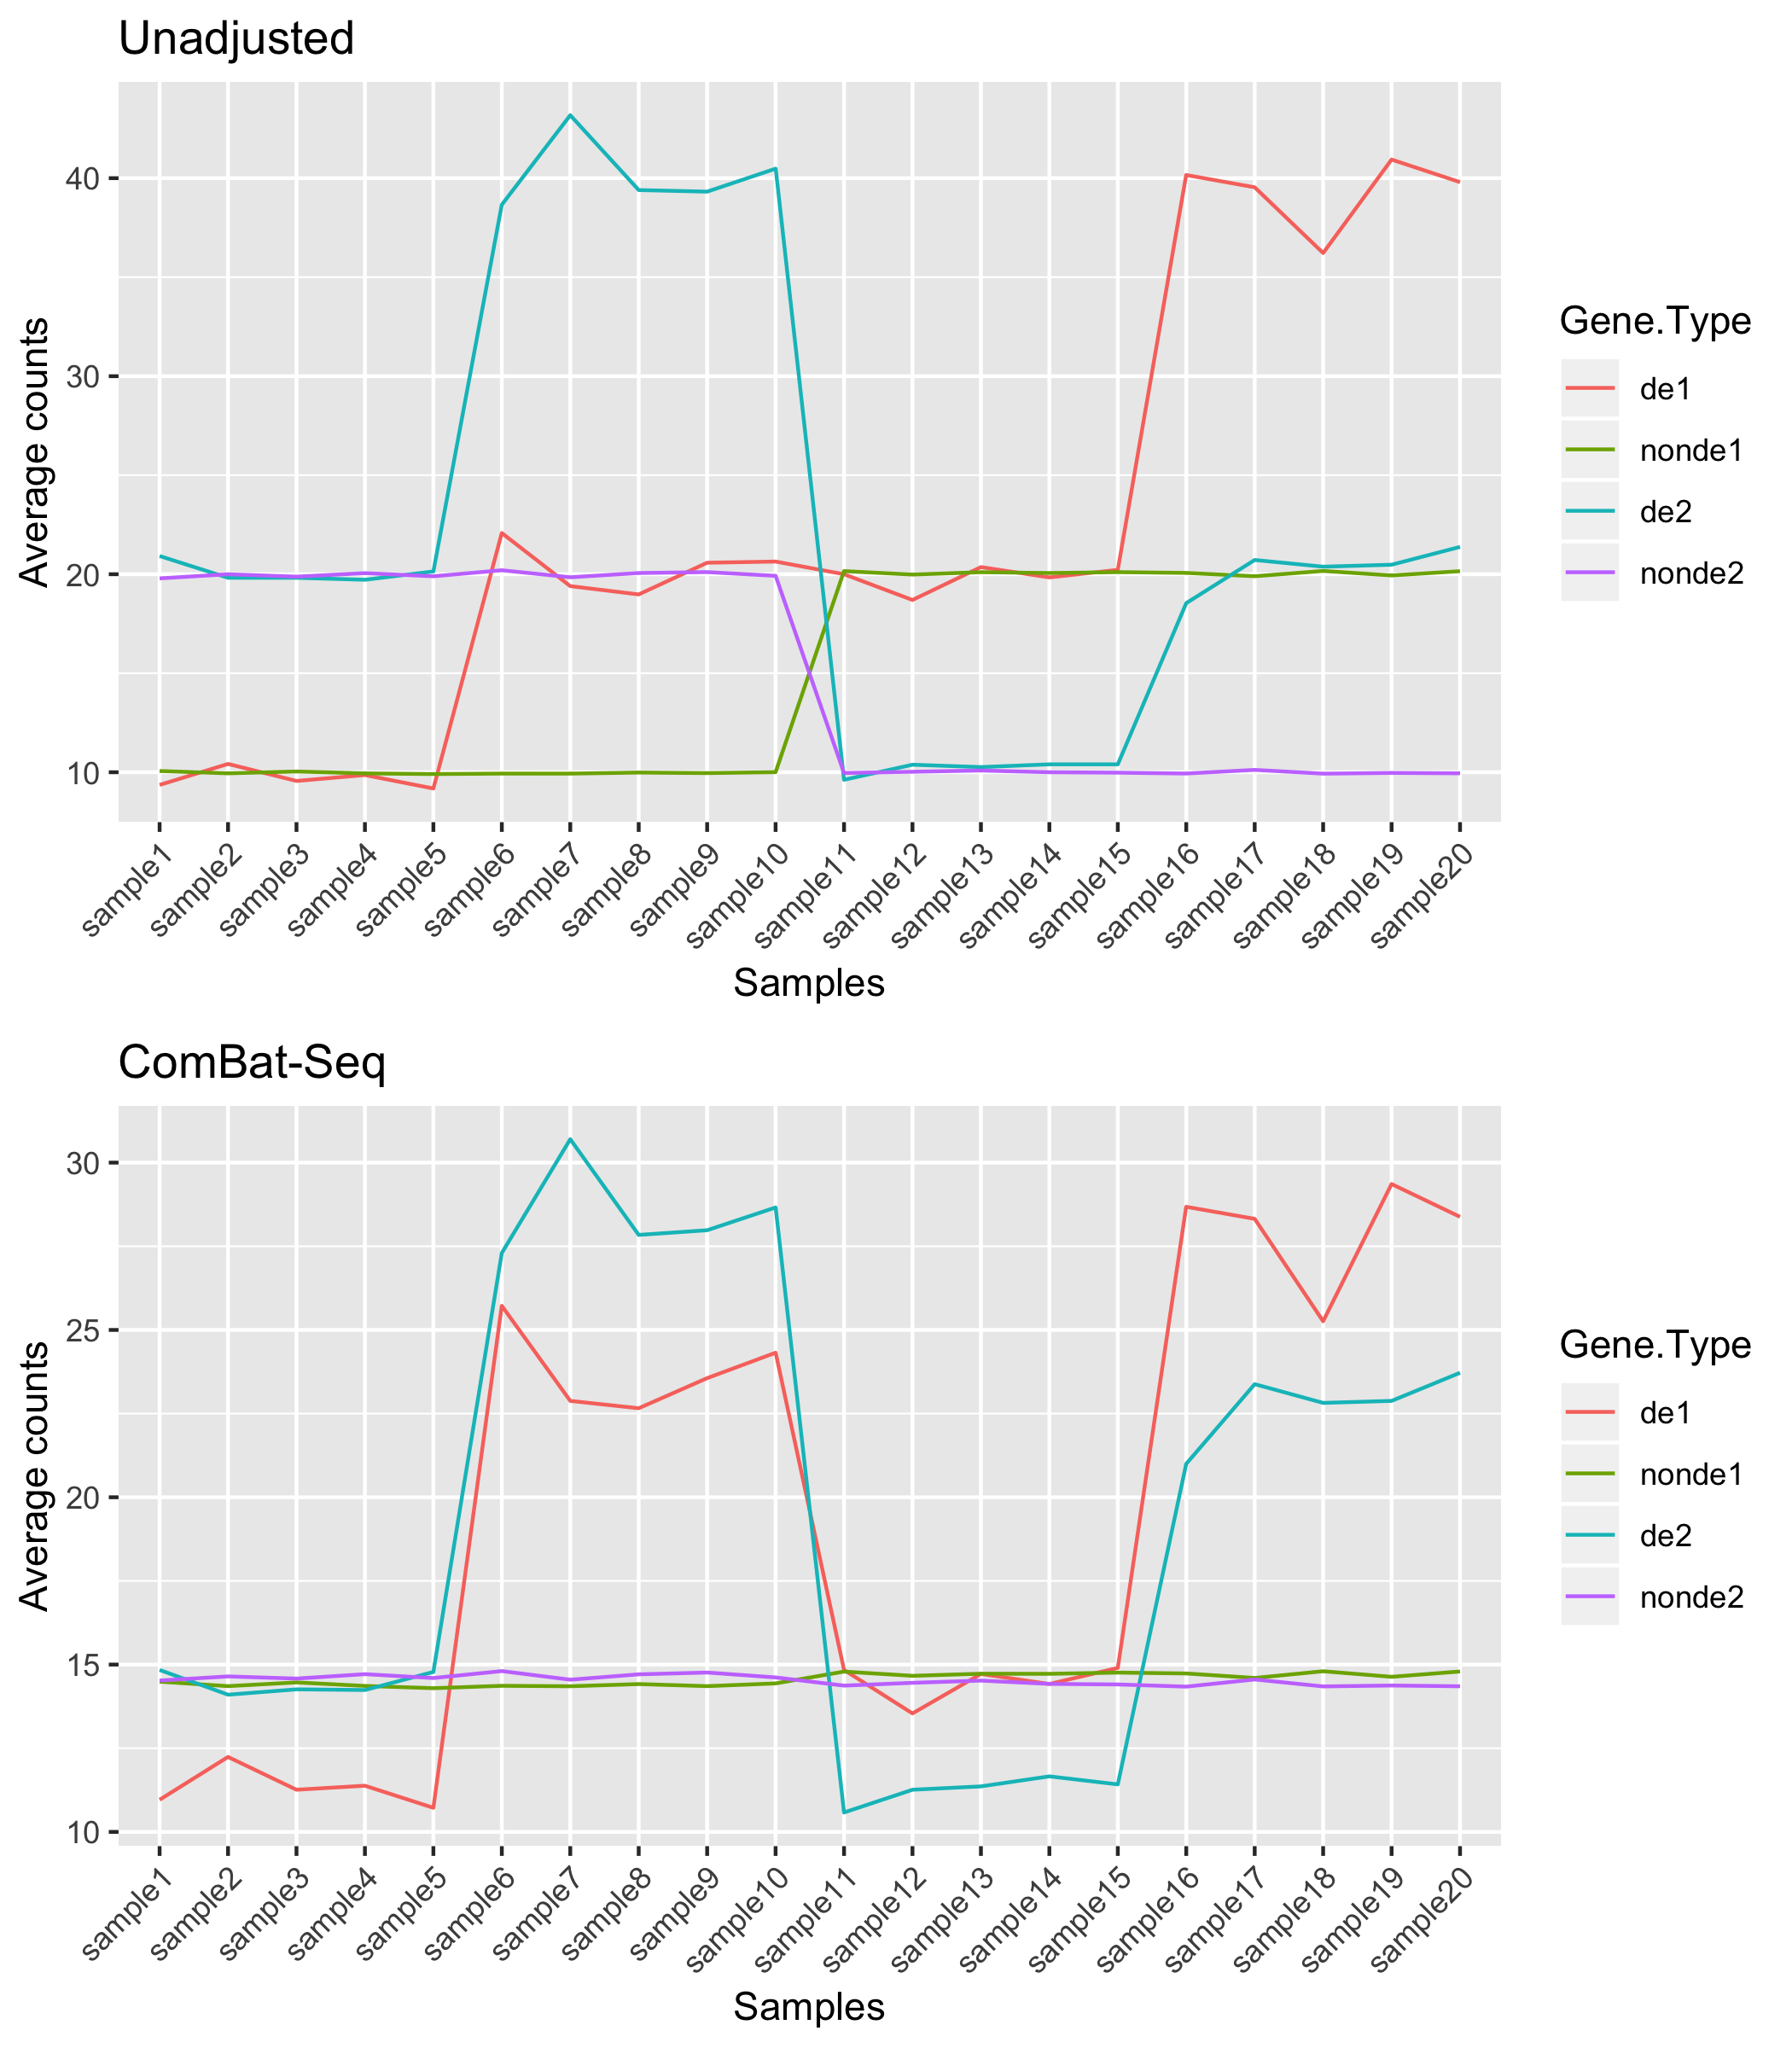 Unadjusted
40
30
20
10
Average counts
sample1
sample2
sample3
sample4
sample5
sample6
sample7
sample8
sample9
sample10
sample11
sample12
sample13
sample14
sample15
sample16
sample17
sample18
sample19
sample20
Samples
Gene.Type
de1
nonde1
de2
nonde2
ComBat-Seq
30
25
20
15
10
Average counts
sample1
sample2
sample3
sample4
sample5
sample6
sample7
sample8
sample9
sample10
sample11
sample12
sample13
sample14
sample15
sample16
sample17
sample18
sample19
sample20
Samples
Gene.Type
de1
nonde1
de2
nonde2